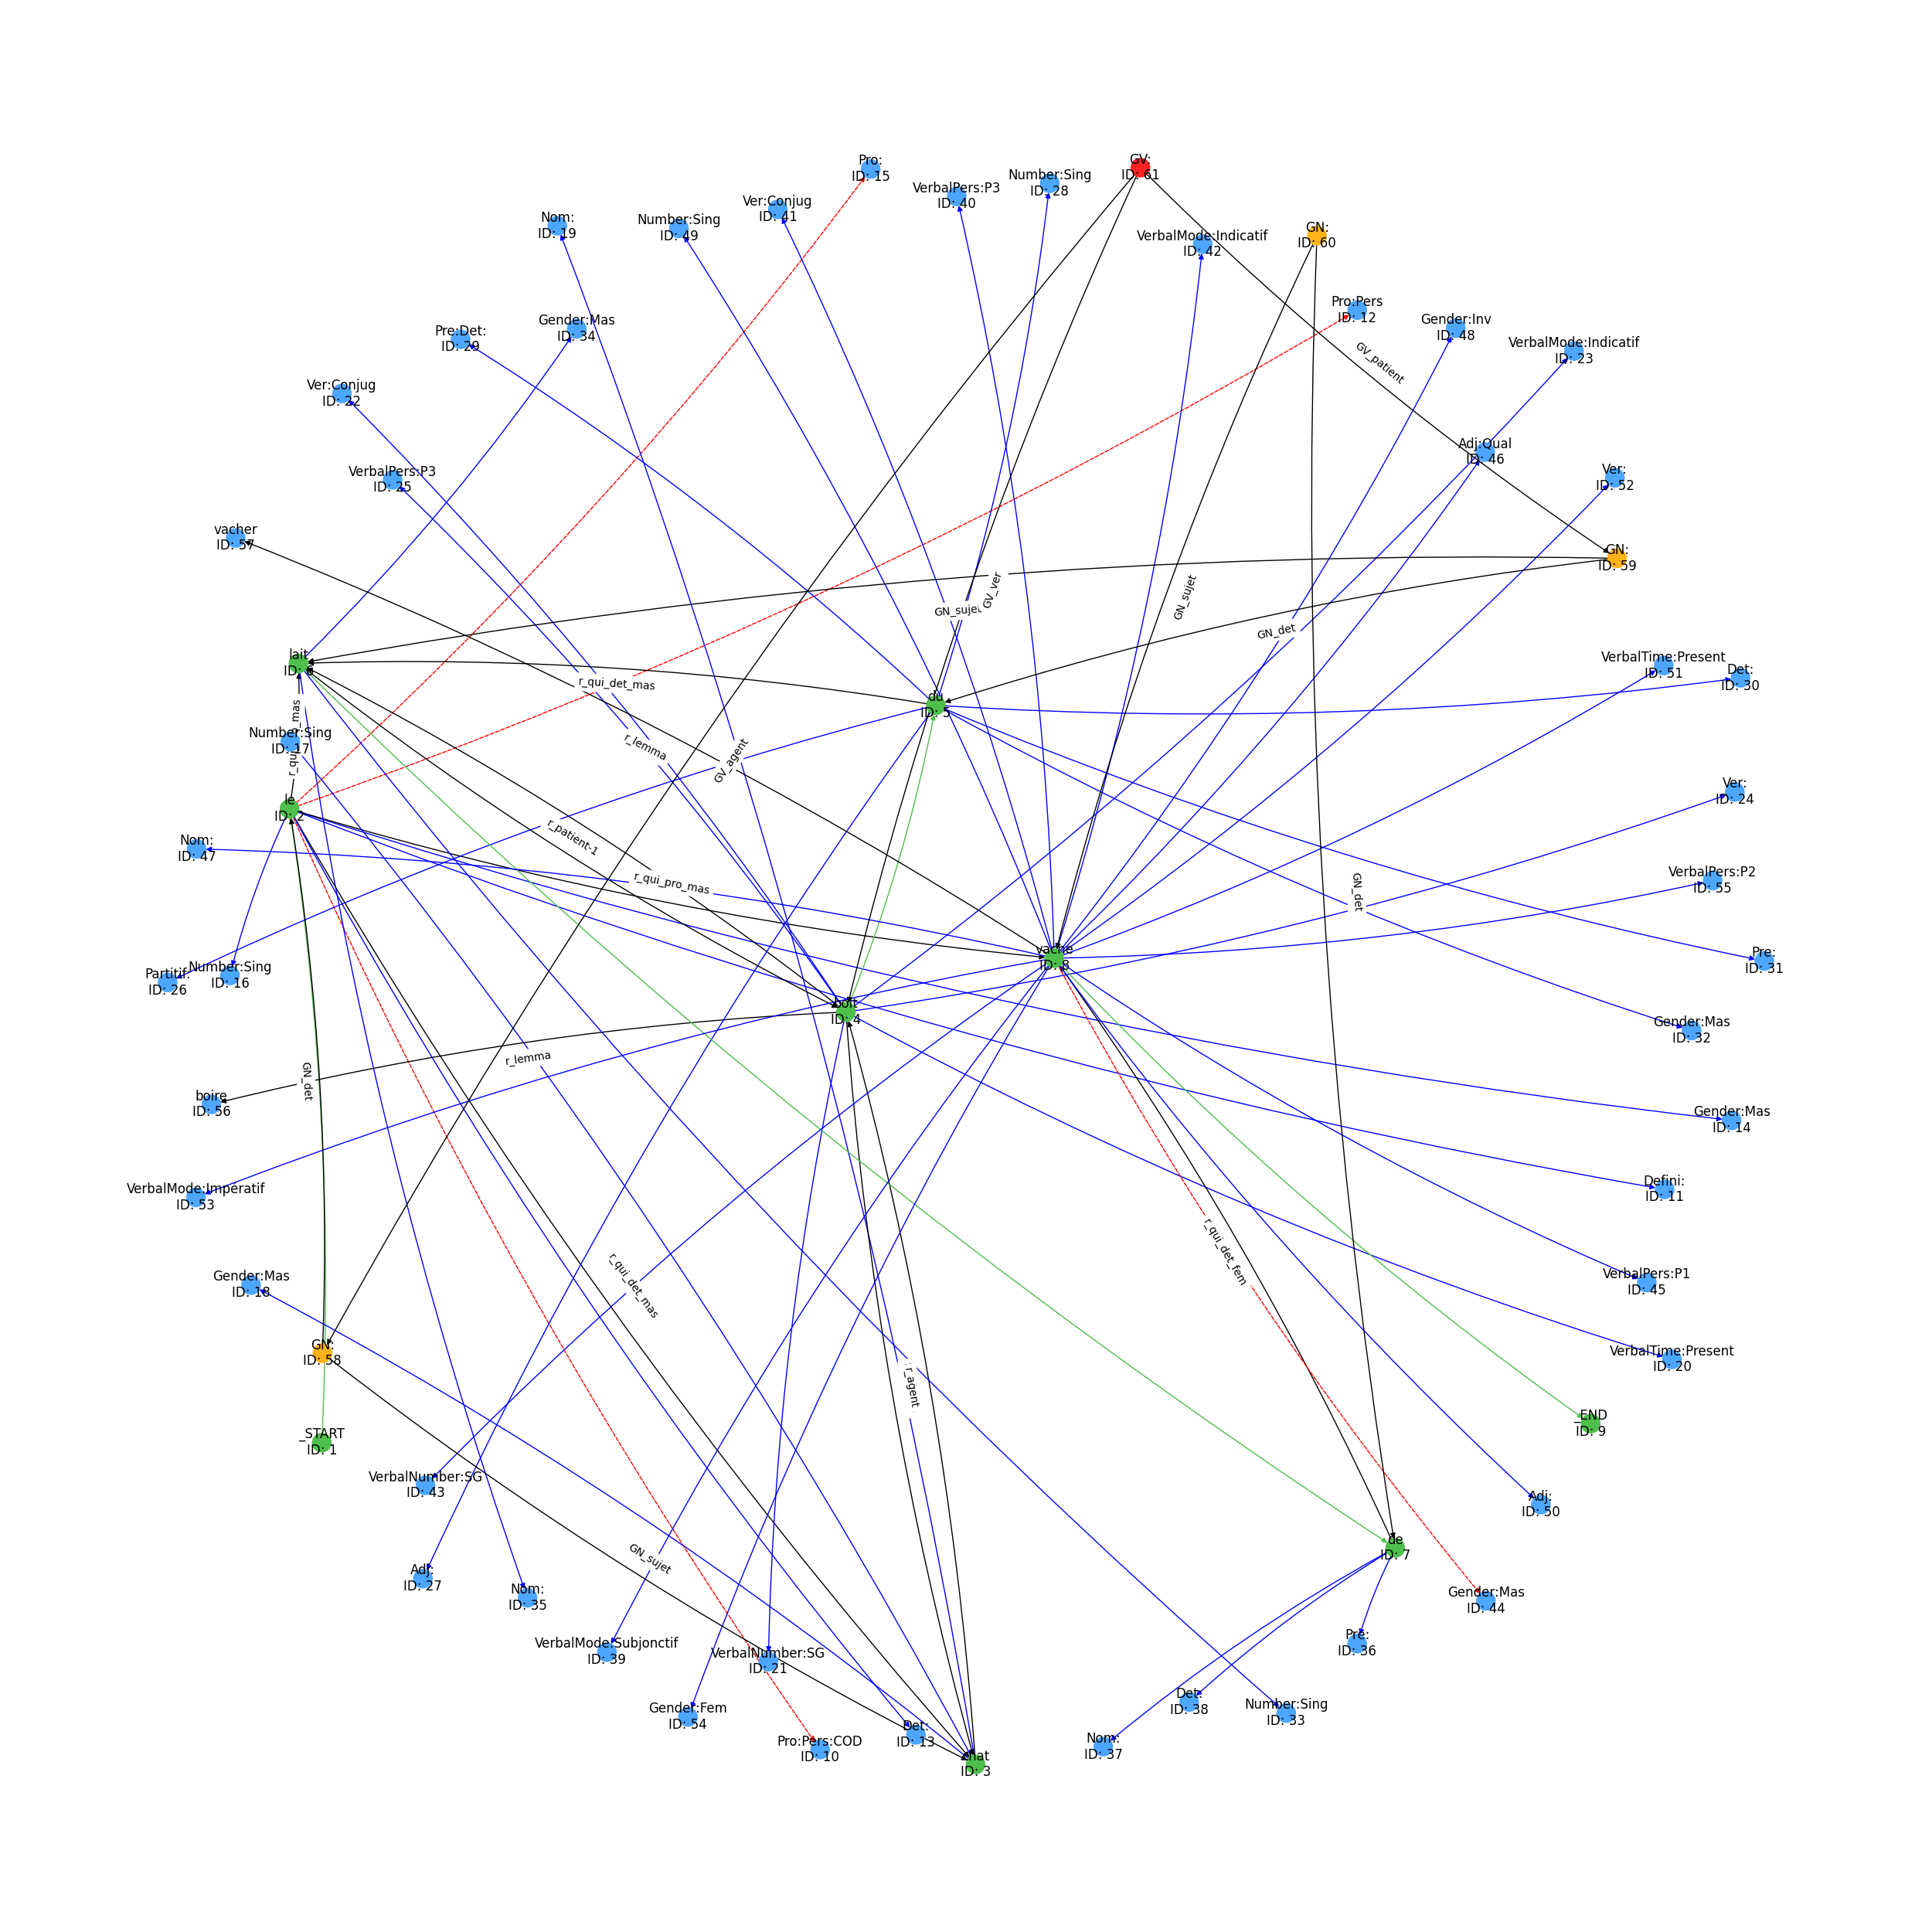 GV:
ID: 61
Pro:
ID: 15
Number:Sing
ID: 28
VerbalPers:P3
ID: 40
Ver:Conjug
ID: 41
Nom:
ID: 19
Number:Sing
ID: 49
GN:
ID: 60
VerbalMode:Indicatif
ID: 42
Pro:Pers
ID: 12
Gender:Inv
ID: 48
Gender:Mas
ID: 34
Pre:Det:
ID: 29
VerbalMode:Indicatif
ID: 23
GV_patient
Ver:Conjug
ID: 22
Adj:Qual
ID: 46
VerbalPers:P3
ID: 25
Ver:
ID: 52
vacher
ID: 57
GN:
ID: 59
GV_ver
GN_sujet
GN_sujet
GN_det
lait
ID: 6
VerbalTime:Present
ID: 51
Det:
ID: 30
r_qui_det_mas
du
ID: 5
Number:Sing
ID: 17
r_lemma
GV_agent
le
ID: 2
Ver:
ID: 24
r_patient-1
Nom:
ID: 47
r_qui_pro_mas
VerbalPers:P2
ID: 55
GN_det
vache
ID: 8
Pre:
ID: 31
Partitif:
ID: 26
Number:Sing
ID: 16
boit
ID: 4
Gender:Mas
ID: 32
r_lemma
GN_det
boire
ID: 56
Gender:Mas
ID: 14
VerbalMode:Imperatif
ID: 53
Defini:
ID: 11
r_qui_det_fem
Gender:Mas
ID: 18
r_qui_det_mas
VerbalPers:P1
ID: 45
GN:
ID: 58
VerbalTime:Present
ID: 20
r_agent
_START
ID: 1
_END
ID: 9
VerbalNumber:SG
ID: 43
Adj:
ID: 50
de
ID: 7
GN_sujet
Adj:
ID: 27
Nom:
ID: 35
Gender:Mas
ID: 44
VerbalMode:Subjonctif
ID: 39
Pre:
ID: 36
VerbalNumber:SG
ID: 21
Det:
ID: 38
Number:Sing
ID: 33
Gender:Fem
ID: 54
Det:
ID: 13
Pro:Pers:COD
ID: 10
Nom:
ID: 37
chat
ID: 3